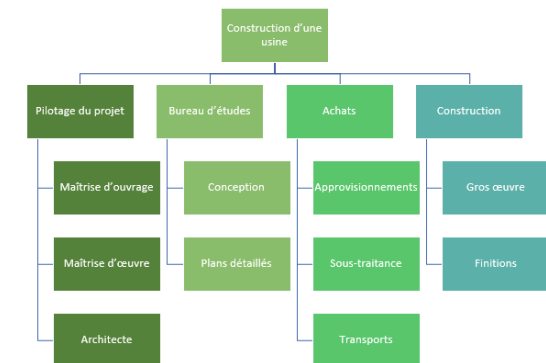 Construction d'une
usine
Pilotage du projet
Bureau d'études
Achats
Construction
Maîtrise d'ouvrage
Conception
Approvisionnements
Gros œuvre
Maîtrise d'œuvre
Plans détaillés
Sous-traitance
Finitions
Architecte
Transports